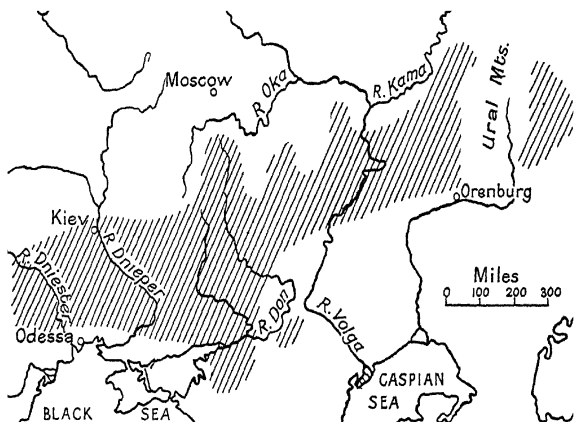 Moscow
R. Oka
R. Kama
Ural Mts.
Orenburg
Kiev
R. Dnieper
R. Dniester
Miles
0 100 200 300
R. Don
R. Volga
Odessa
CASPIAN
SEA
BLACK SEA